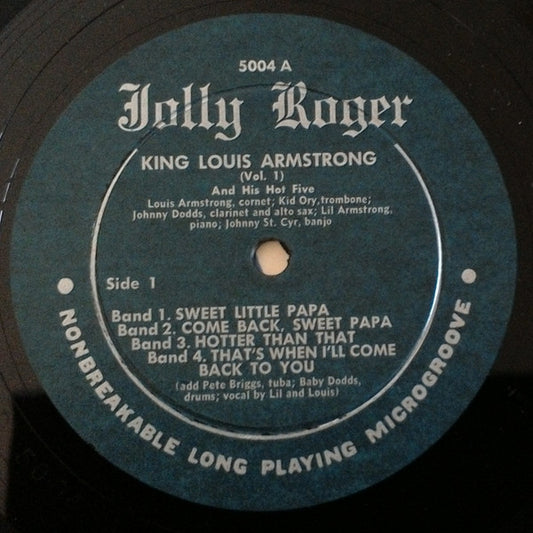 5004 A
Jolly Roger
KING LOUIS ARMSTRONG
(Vol. 1)
And His Hot Five
Louis Armstrong, cornet; Kid Ory, trombone;
Johnny Dodds, clarinet and alto sax; Lil Armstrong,
piano; Johnny St. Cyr, banjo
Side 1
Band 1. SWEET LITTLE PAPA
Band 2. COME BACK, SWEET PAPA
Band 3. HOTTER THAN THAT
Band 4. THAT'S WHEN I'LL COME
BACK TO YOU
(add Pete Briggs, tuba; Baby Dodds,
drums; vocal by Lil and Louis)
• NONBREAKABLE LONG PLAYING MICROGROOVE •